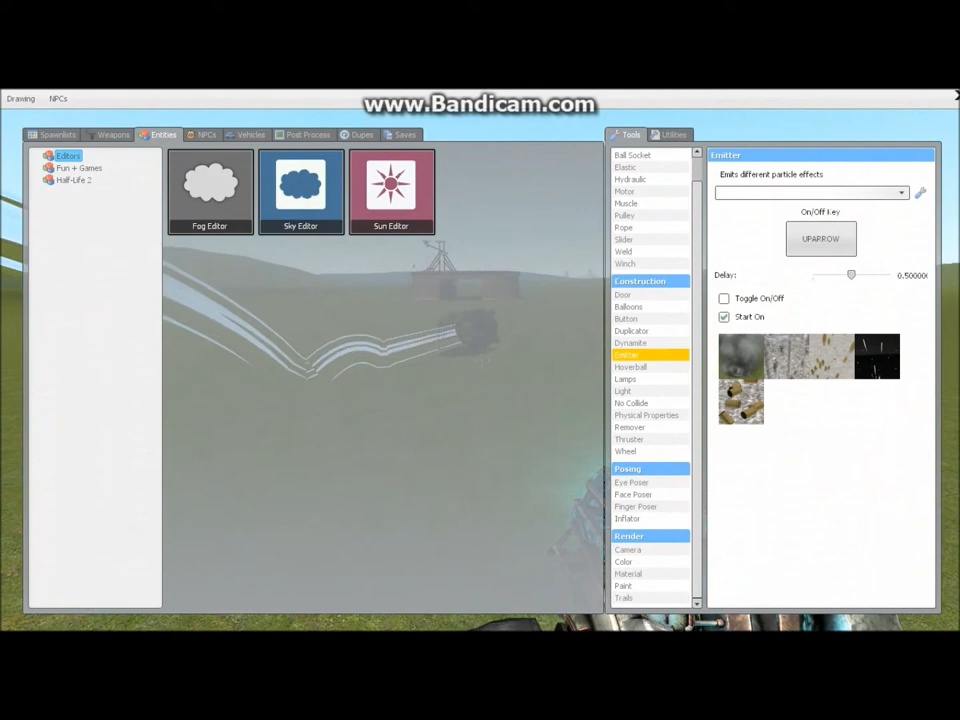 www.Bandicam.com
Drawing NPCs
Spawnlists Weapons Entities NPCs Vehicles Post Process Dupes Saves
Tools Utilities
Editors
Fun + Games
Half-Life 2
Fog Editor
Sky Editor
Sun Editor
Ball Socket
Elastic
Hydraulic
Motor
Muscle
Pulley
Rope
Slider
Weld
Winch
Construction
Door
Balloons
Button
Duplicator
Dynamite
Emitter
Hoverball
Lamps
Light
No Collide
Physical Properties
Remover
Thruster
Wheel
Posing
Eye Poser
Face Poser
Finger Poser
Inflator
Render
Camera
Color
Material
Paint
Trails
Emitter
Emits different particle effects
On/Off Key
UPARROW
Delay: 0.50000
Toggle On/Off
Start On